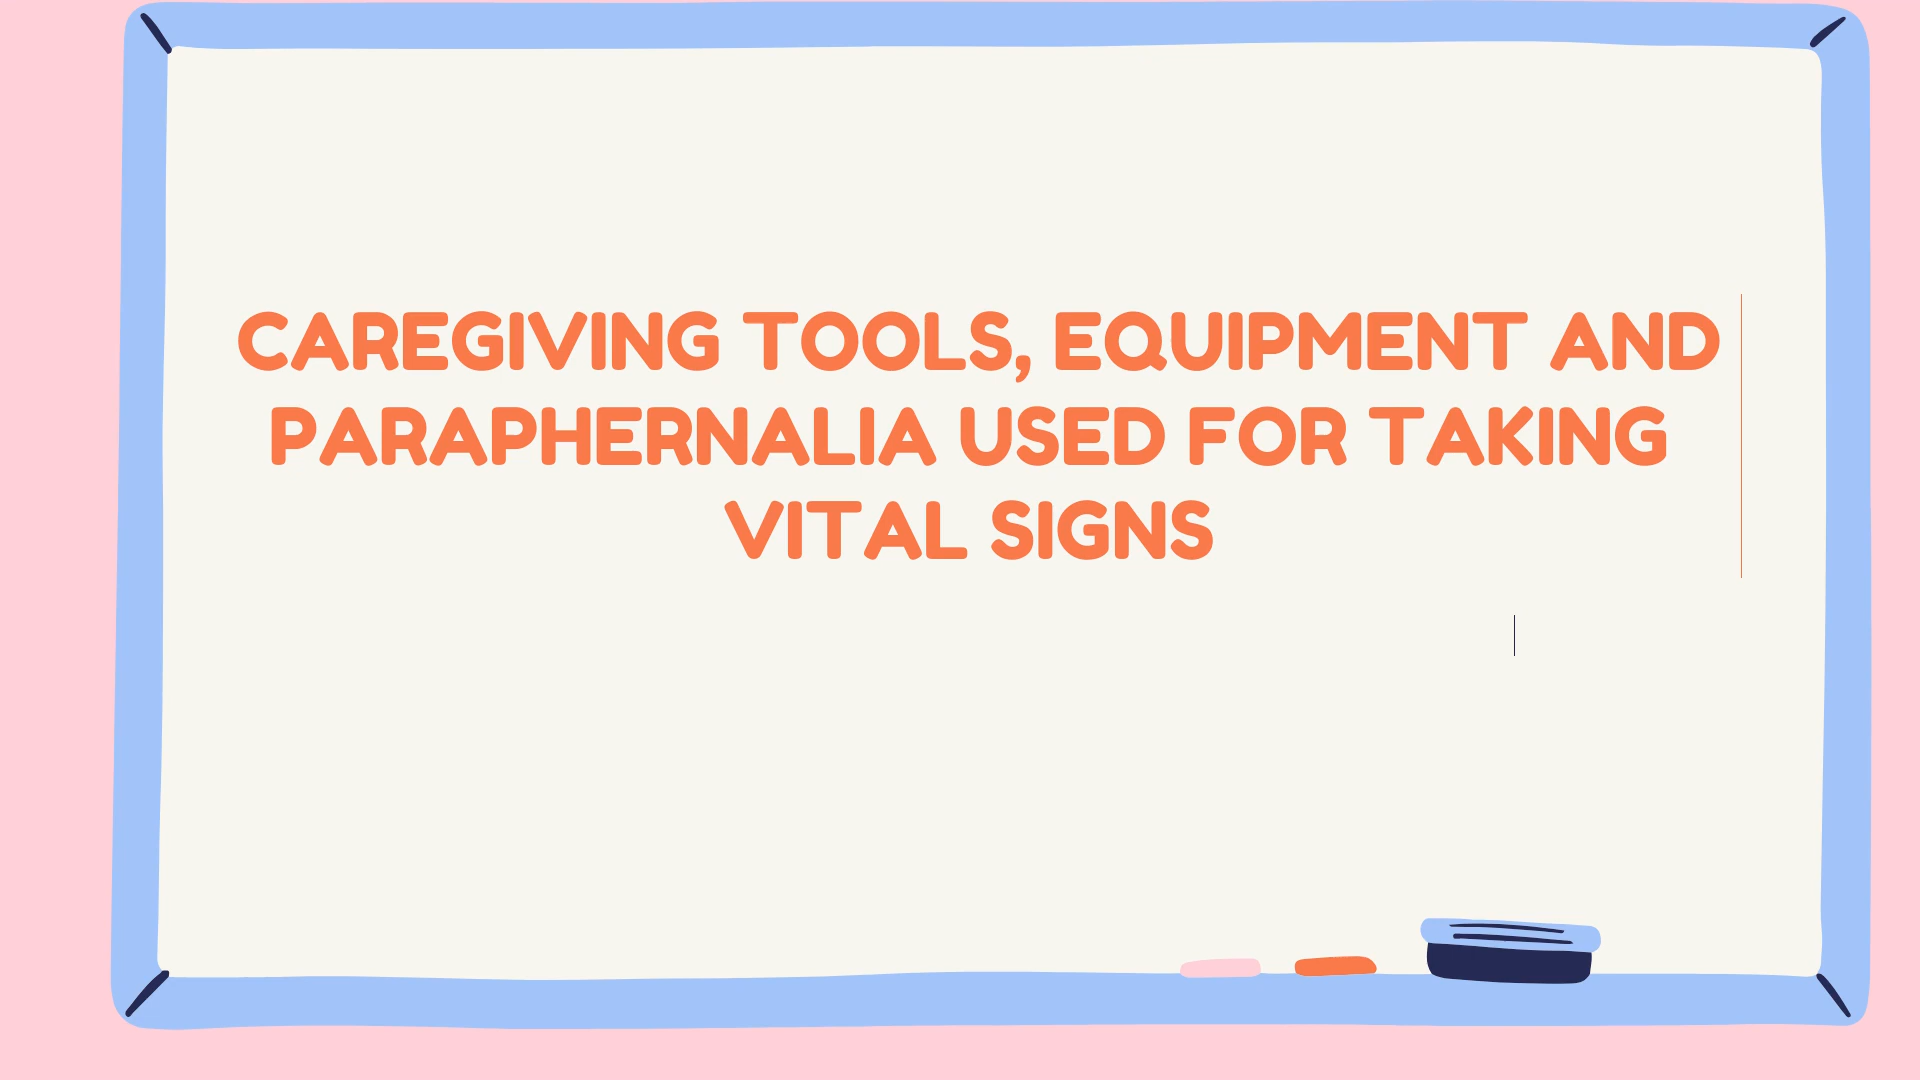 CAREGIVING TOOLS, EQUIPMENT AND
PARAPHERNALIA USED FOR TAKING
VITAL SIGNS